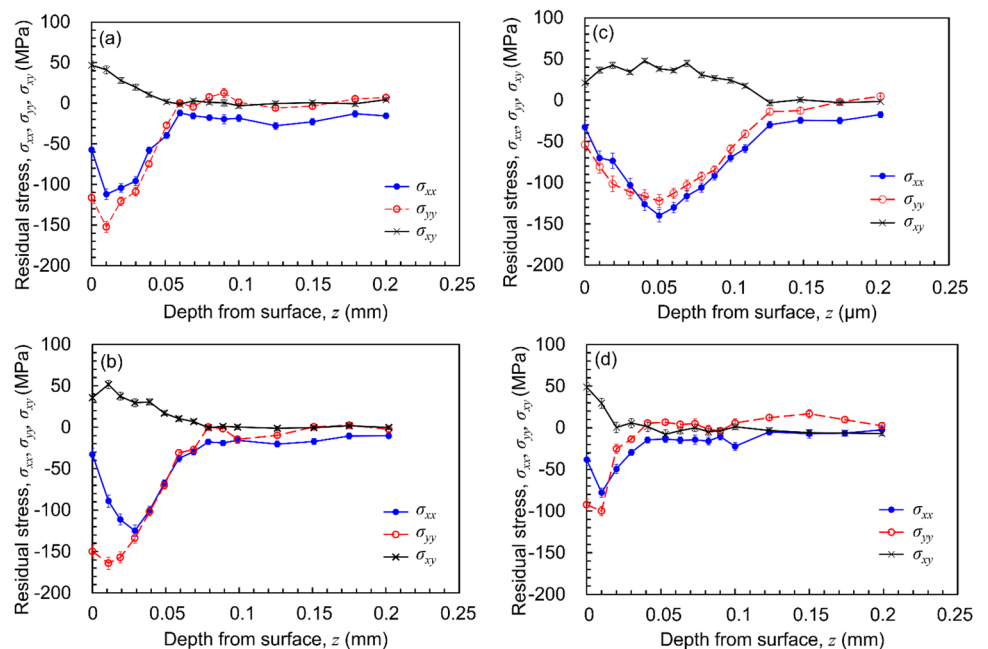 (a)
100
50
0
-50
-100
-150
-200
Residual stress, σxx, σyy, σxy (MPa)
σxx
σyy
σxy
0 0.05 0.1 0.15 0.2 0.25
Depth from surface, z (mm)
(c)
100
50
0
-50
-100
-150
-200
Residual stress, σxx, σyy, σxy (MPa)
σxx
σyy
σxy
0 0.05 0.1 0.15 0.2 0.25
Depth from surface, z (μm)
(b)
100
50
0
-50
-100
-150
-200
Residual stress, σxx, σyy, σxy (MPa)
σxx
σyy
σxy
0 0.05 0.1 0.15 0.2 0.25
Depth from surface, z (mm)
(d)
100
50
0
-50
-100
-150
-200
Residual stress, σxx, σyy, σxy (MPa)
σxx
σyy
σxy
0 0.05 0.1 0.15 0.2 0.25
Depth from surface, z (mm)